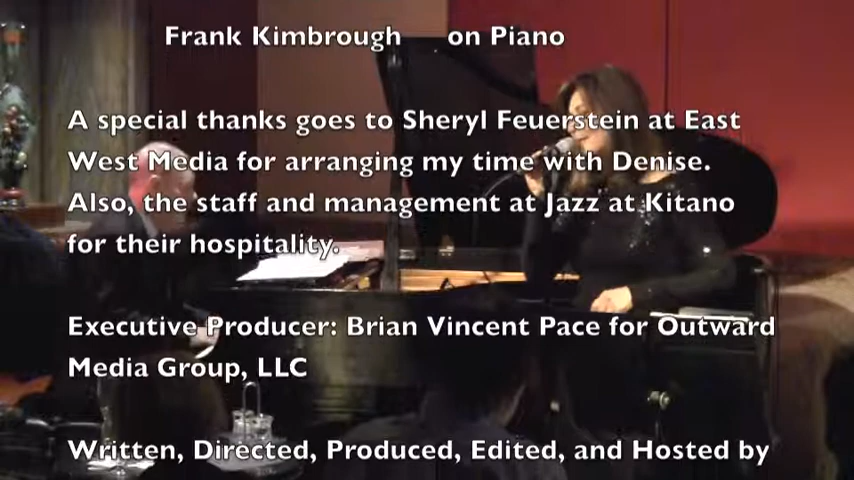 Frank Kimbrough on Piano
A special thanks goes to Sheryl Feuerstein at East
West Media for arranging my time with Denise.
Also, the staff and management at Jazz at Kitano
for their hospitality.
Executive Producer: Brian Vincent Pace for Outward
Media Group, LLC
Written, Directed, Produced, Edited, and Hosted by